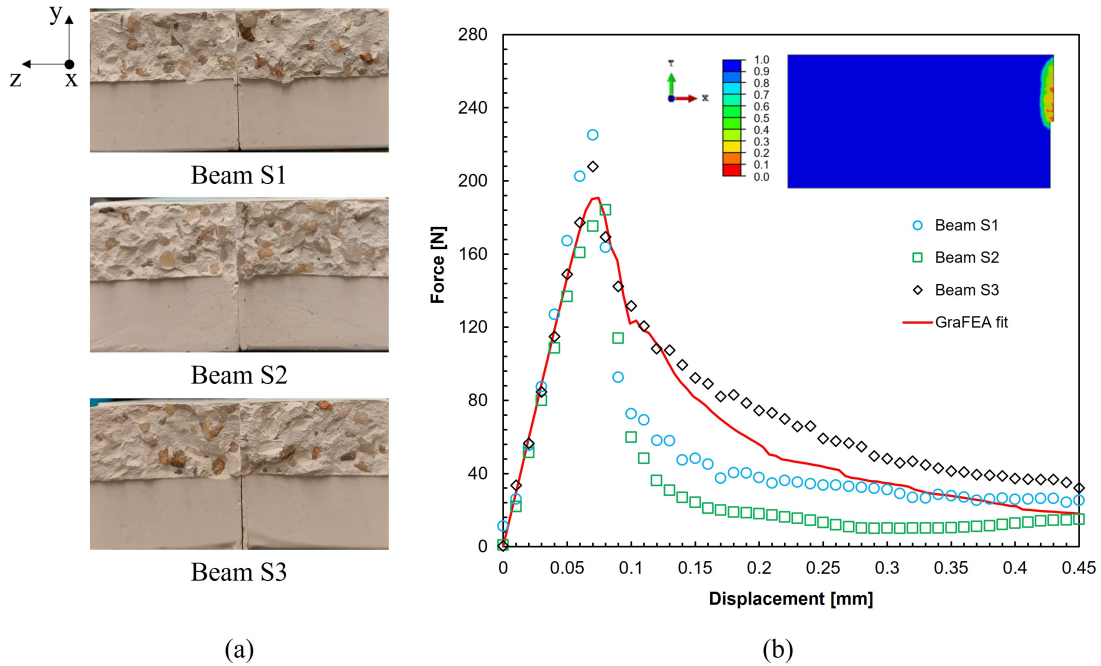 y
z
x
Beam S1
Beam S2
Beam S3
(a)
280
240
200
160
120
80
40
0
Force [N]
0
0.05
0.1
0.15
0.2
0.25
0.3
0.35
0.4
0.45
Displacement [mm]
Y
X
1.0
0.9
0.8
0.7
0.6
0.5
0.4
0.3
0.2
0.1
0.0
Beam S1
Beam S2
Beam S3
GraFEA fit
(b)